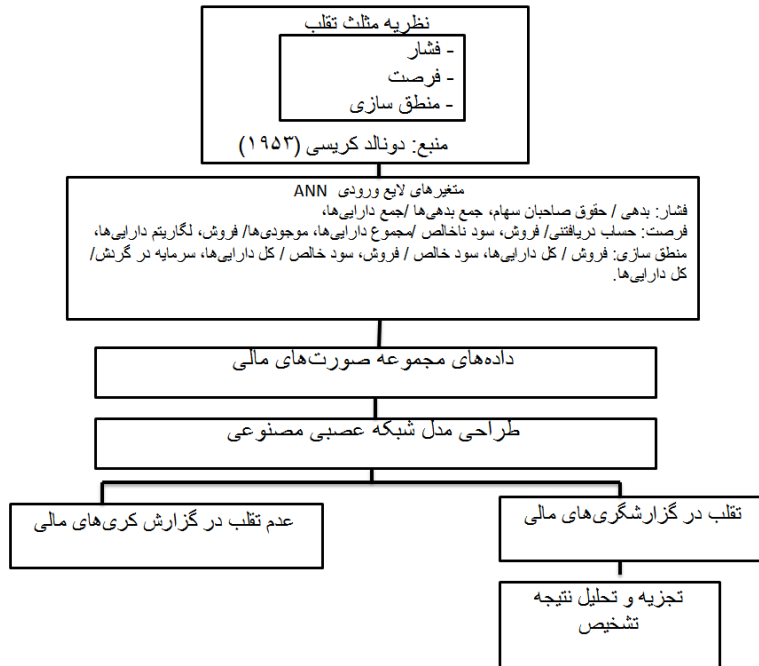 نظریه مثلث تقلب
- فشار
- فرصت
- منطق سازی
منبع: دونالد کریسی (۱۹۵۳)
متغیرهای لایع ورودی ANN
فشار: بدهی / حقوق صاحبان سهام، جمع بدهی‌ها /جمع دارایی‌ها،
فرصت: حساب دریافتنی/ فروش، سود ناخالص /مجموع دارایی‌ها، موجودی‌ها/ فروش، لگاریتم دارایی‌ها،
منطق سازی: فروش / کل دارایی‌ها، سود خالص / فروش، سود خالص / کل دارایی‌ها، سرمایه در گردش/
کل دارایی‌ها.
داده‌های مجموعه صورت‌های مالی
طراحی مدل شبکه عصبی مصنوعی
تقلب در گزارشگری‌های مالی
عدم تقلب در گزارش کری‌های مالی
تجزیه و تحلیل نتیجه
تشخیص